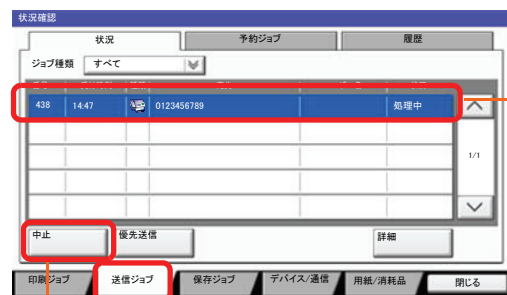 状況確認
状況 予約ジョブ 履歴
ジョブ種類 すべて
438 14:47 0123456789 処理中
1/1
中止 優先送信 詳細
印刷ジョブ 送信ジョブ 保存ジョブ デバイス/通信 用紙/消耗品 閉じる